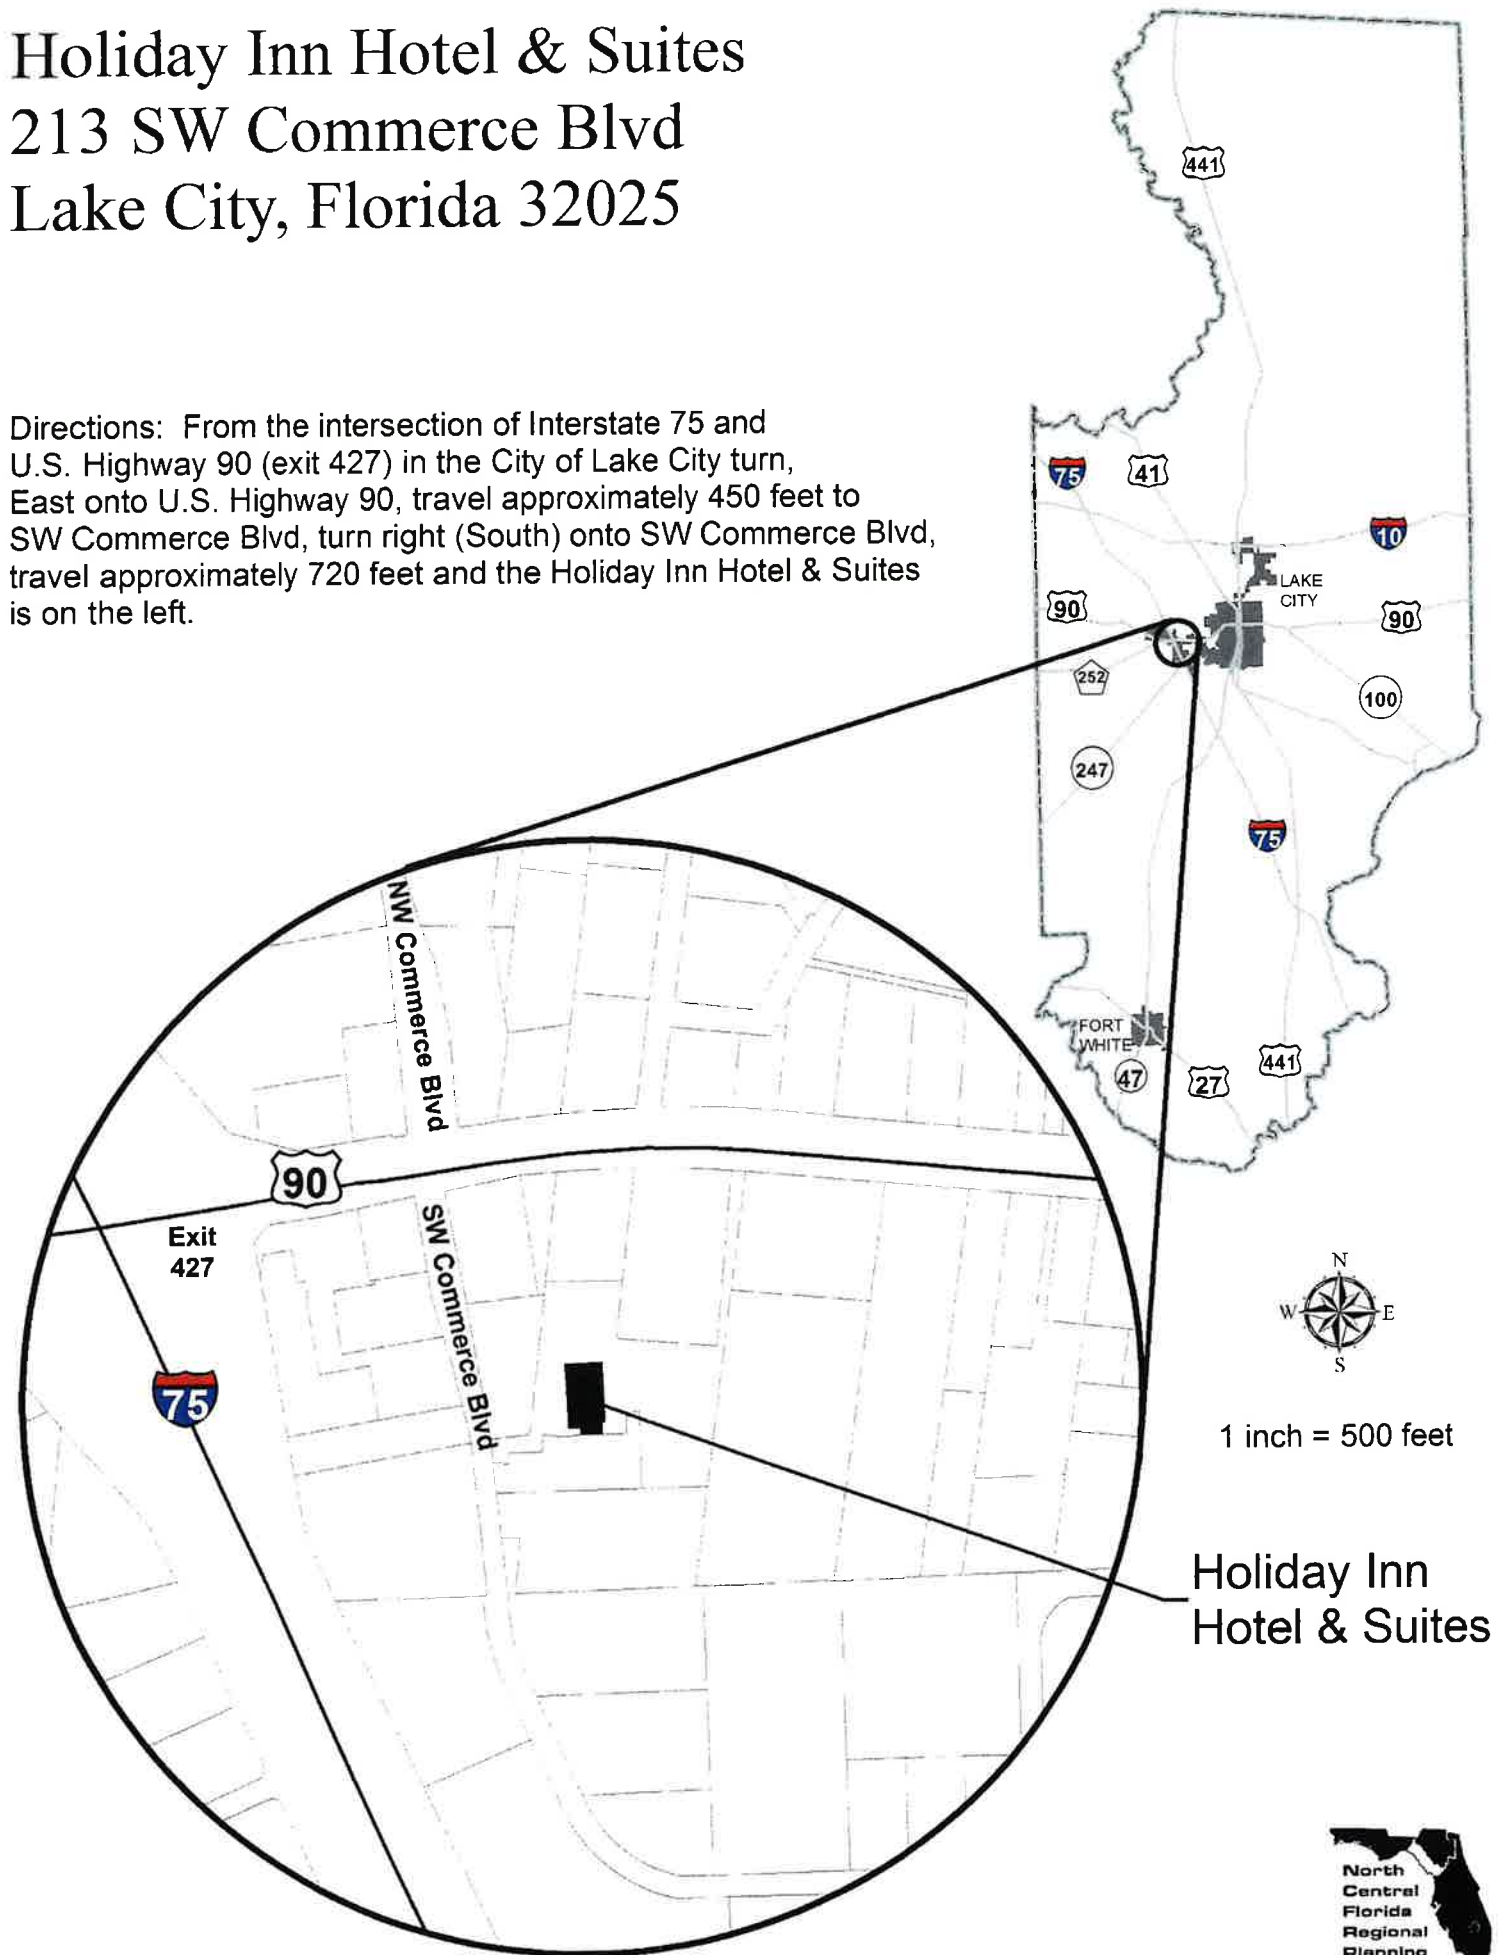 Holiday Inn Hotel & Suites
213 SW Commerce Blvd
Lake City, Florida 32025
Directions: From the intersection of Interstate 75 and
U.S. Highway 90 (exit 427) in the City of Lake City turn,
East onto U.S. Highway 90, travel approximately 450 feet to
SW Commerce Blvd, turn right (South) onto SW Commerce Blvd,
travel approximately 720 feet and the Holiday Inn Hotel & Suites
is on the left.
441
75
41
10
LAKE
CITY
90
90
252
100
247
75
FORT
WHITE
47
27
441
NW Commerce Blvd
90
Exit
427
SW Commerce Blvd
75
N
W
E
S
1 inch = 500 feet
Holiday Inn
Hotel & Suites
North
Central
Florida
Regional
Planning